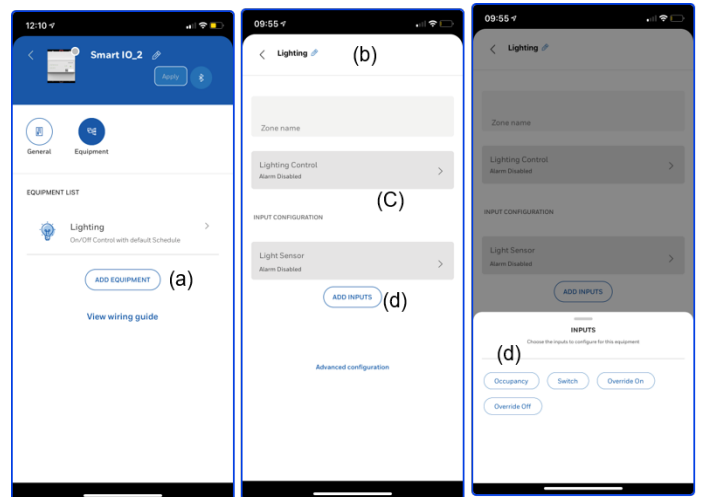 12:10
Smart IO_2
Apply
General
Equipment
EQUIPMENT LIST
Lighting
On/Off Control with default Schedule
ADD EQUIPMENT
(a)
View wiring guide
09:55
Lighting
(b)
Zone name
Lighting Control
Alarm Disabled
(C)
INPUT CONFIGURATION
Light Sensor
Alarm Disabled
ADD INPUTS
(d)
Advanced configuration
09:55
Lighting
Zone name
Lighting Control
Alarm Disabled
INPUT CONFIGURATION
Light Sensor
Alarm Disabled
ADD INPUTS
INPUTS
Choose the inputs to configure for this equipment
(d)
Occupancy
Switch
Override On
Override Off